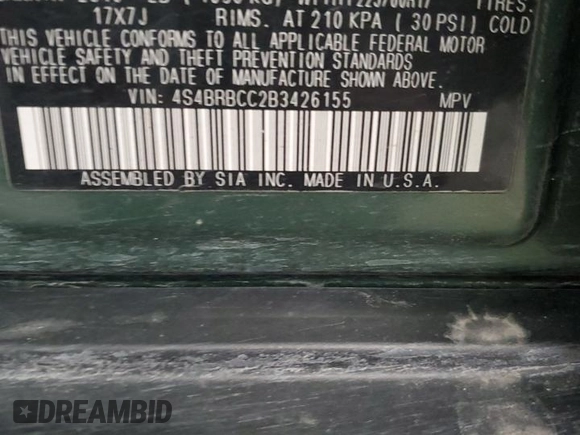 17X7J RIMS. AT 210 KPA ( 30 PSI) COLD
THIS VEHICLE CONFORMS TO ALL APPLICABLE FEDERAL MOTOR
VEHICLE SAFETY AND THEFT PREVENTION STANDARDS
IN EFFECT ON THE DATE OF MANUFACTURE SHOWN ABOVE.
VIN: 4S4BRBCC2B3426155 MPV
ASSEMBLED BY SIA INC. MADE IN U.S.A.
DREAMBID